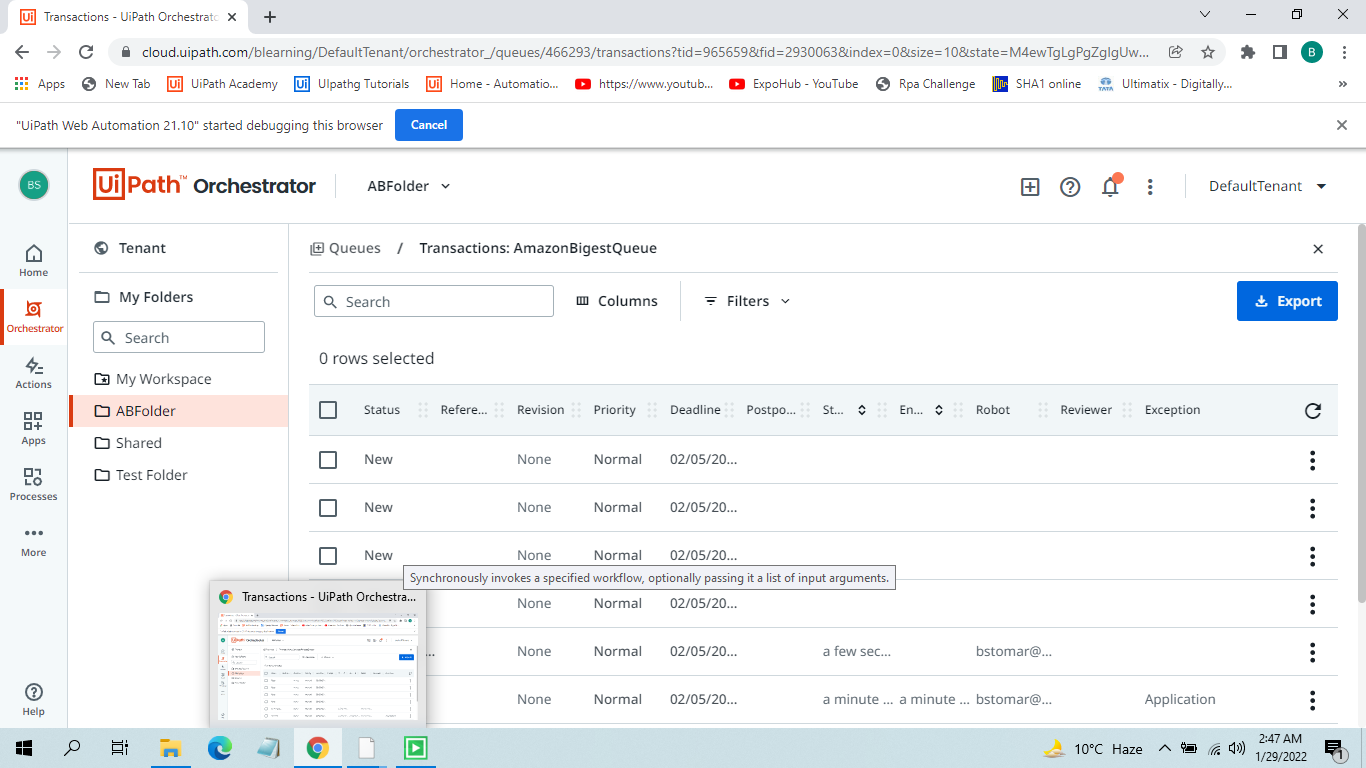 Transactions - UiPath Orchestrato
cloud.uipath.com/blearning/DefaultTenant/orchestrator_/queues/466293/transactions?tid=965659&fid=2930063&index=0&size=10&state=M4ewTgLgPgZglgUw...
B
Apps New Tab UiPath Academy UIpathg Tutorials Home - Automatio... https://www.youtub... ExpoHub - YouTube Rpa Challenge SHA1 online Ultimatix - Digitally... »
"UiPath Web Automation 21.10" started debugging this browser Cancel
BS
UiPath™ Orchestrator ABFolder DefaultTenant
Home
Orchestrator
Actions
Apps
Processes
More
Help
Tenant
My Folders
Search
My Workspace
ABFolder
Shared
Test Folder
Queues / Transactions: AmazonBigestQueue
Search Columns Filters Export
0 rows selected
Status Refere... Revision Priority Deadline Postpo... St... En... Robot Reviewer Exception
New None Normal 02/05/20...
New None Normal 02/05/20...
New None Normal 02/05/20...
Synchronously invokes a specified workflow, optionally passing it a list of input arguments.
None Normal 02/05/20...
... None Normal 02/05/20... a few sec... bstomar@...
None Normal 02/05/20... a minute ... a minute ... bstomar@... Application
Transactions - UiPath Orchestra...
10°C Haze
2:47 AM
1/29/2022
1